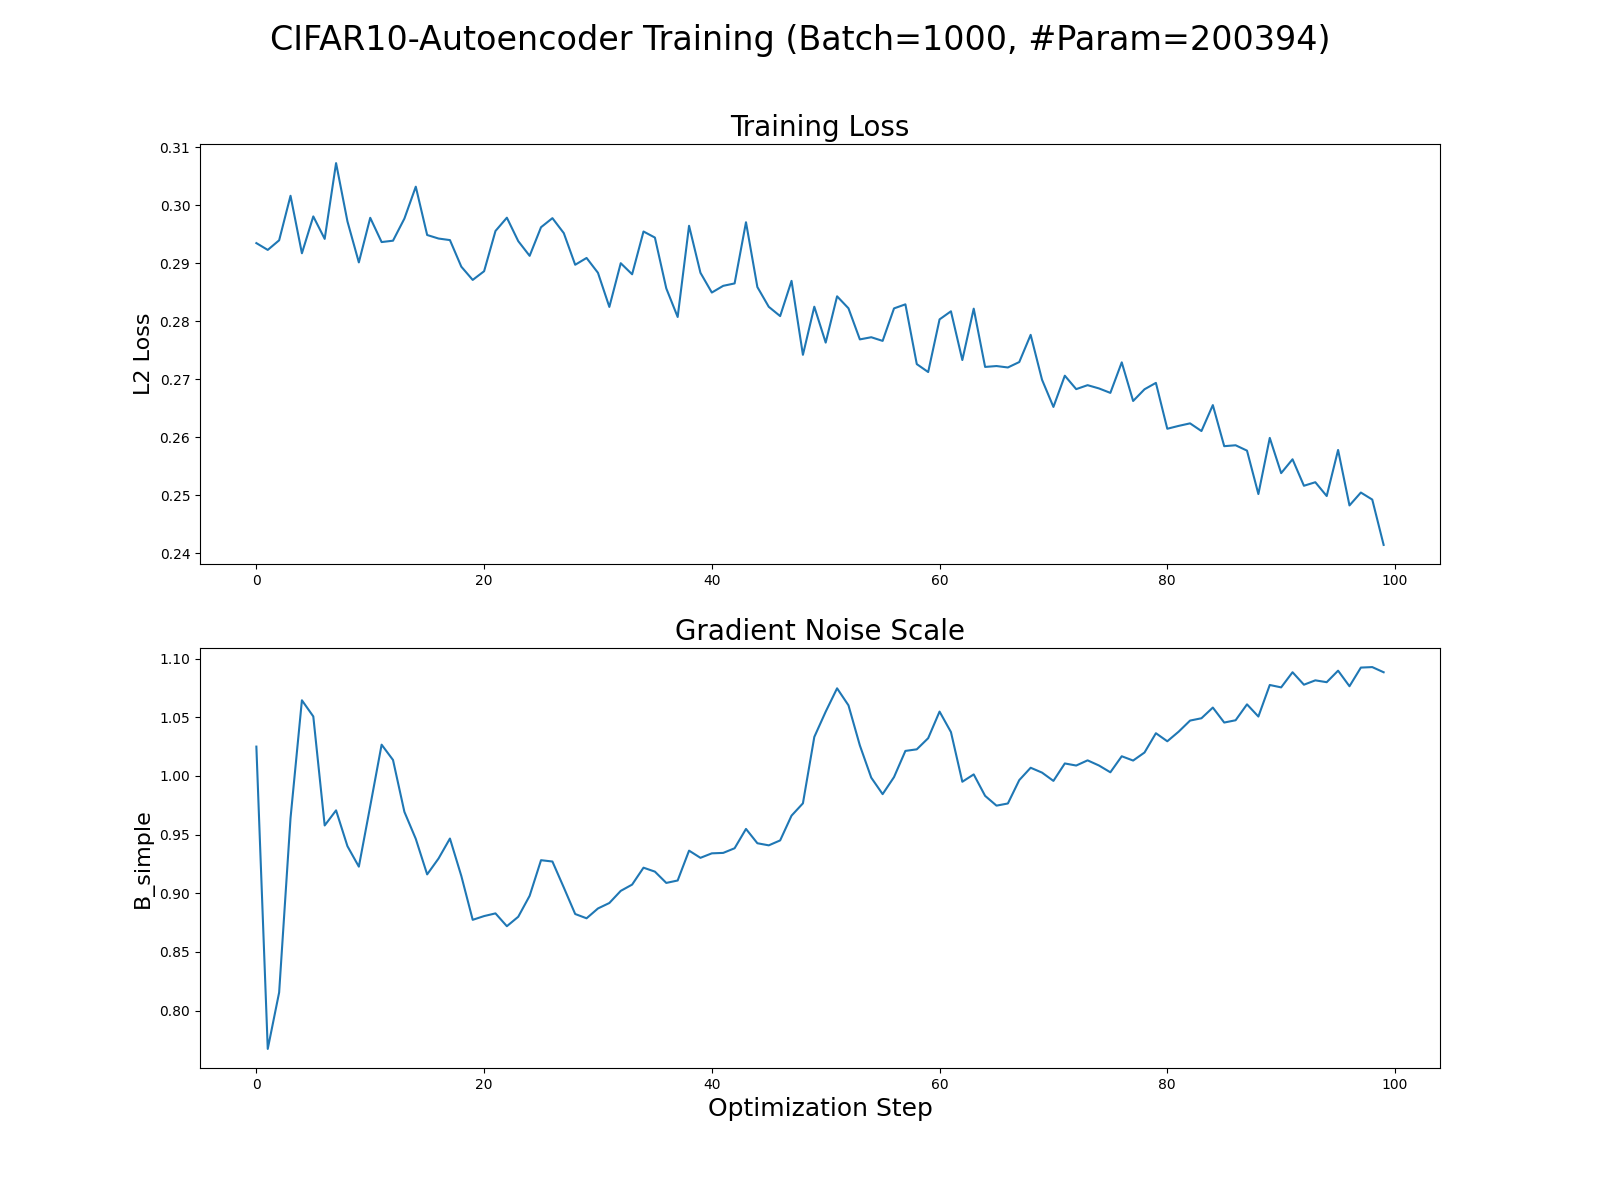 CIFAR10-Autoencoder Training (Batch=1000, #Param=200394)
Training Loss
L2 Loss
0.31
0.30
0.29
0.28
0.27
0.26
0.25
0.24
0 20 40 60 80 100
Gradient Noise Scale
B_simple
1.10
1.05
1.00
0.95
0.90
0.85
0.80
0 20 40 60 80 100
Optimization Step